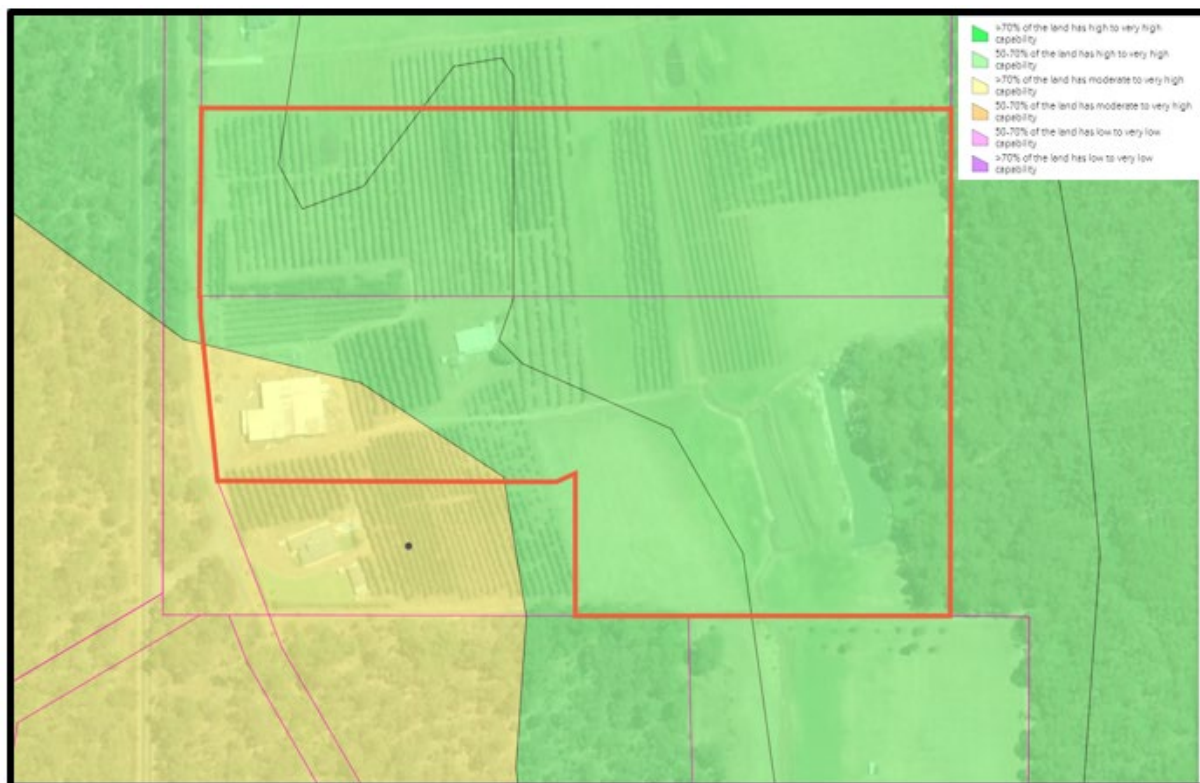 >70% of the land has high to very high
capability
50-70% of the land has high to very high
capability
>70% of the land has moderate to very high
capability
50-70% of the land has moderate to very high
capability
50-70% of the land has low to very low
capability
>70% of the land has low to very low
capability